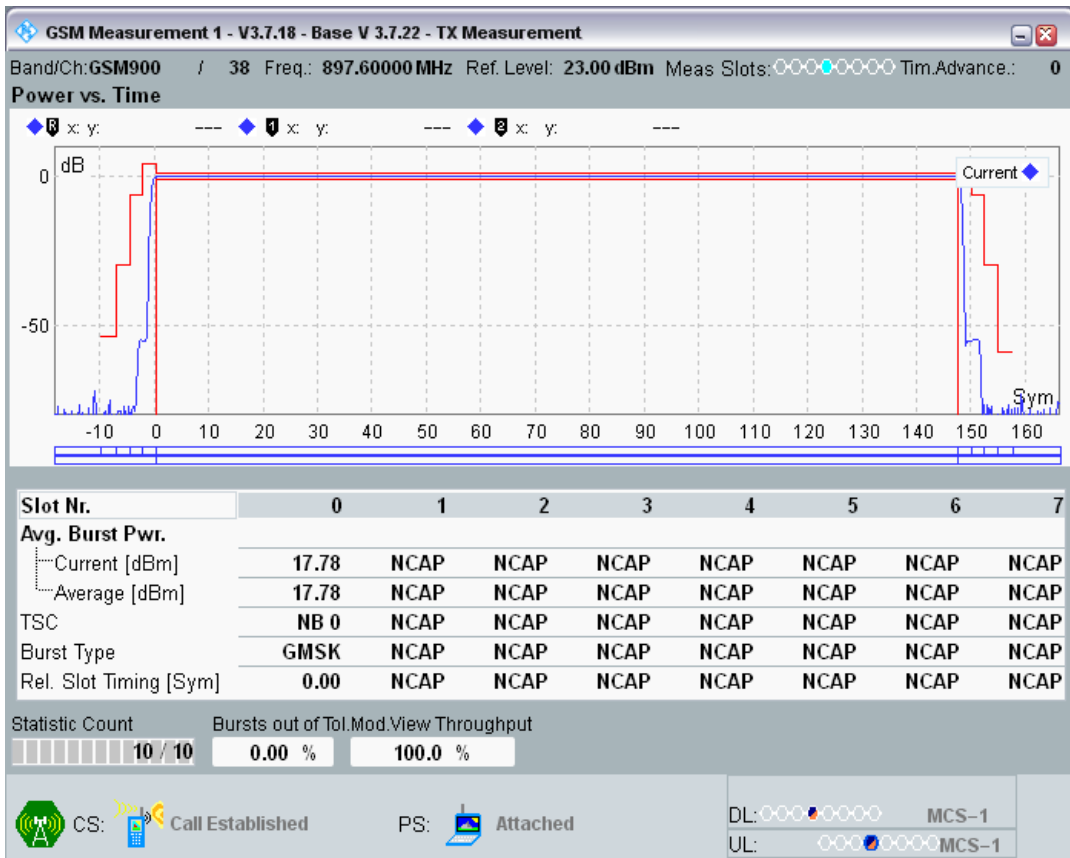 GSM Measurement 1 - V3.7.18 - Base V 3.7.22 - TX Measurement
Band/Ch:GSM900 / 38 Freq.: 897.60000 MHz Ref. Level: 23.00 dBm Meas Slots: Tim.Advance.: 0
Power vs. Time
R x: y: --- 1 x: y: --- 2 x: y: ---
dB
Current
0
-50
Sym
-10 0 10 20 30 40 50 60 70 80 90 100 110 120 130 140 150 160
Slot Nr. 0 1 2 3 4 5 6 7
Avg. Burst Pwr.
Current [dBm] 17.78 NCAP NCAP NCAP NCAP NCAP NCAP NCAP
Average [dBm] 17.78 NCAP NCAP NCAP NCAP NCAP NCAP NCAP
TSC NB 0 NCAP NCAP NCAP NCAP NCAP NCAP NCAP
Burst Type GMSK NCAP NCAP NCAP NCAP NCAP NCAP NCAP
Rel. Slot Timing [Sym] 0.00 NCAP NCAP NCAP NCAP NCAP NCAP NCAP
Statistic Count Bursts out of Tol.Mod.View Throughput
10 / 10 0.00 % 100.0 %
CS: Call Established PS: Attached
DL: MCS-1
UL: MCS-1